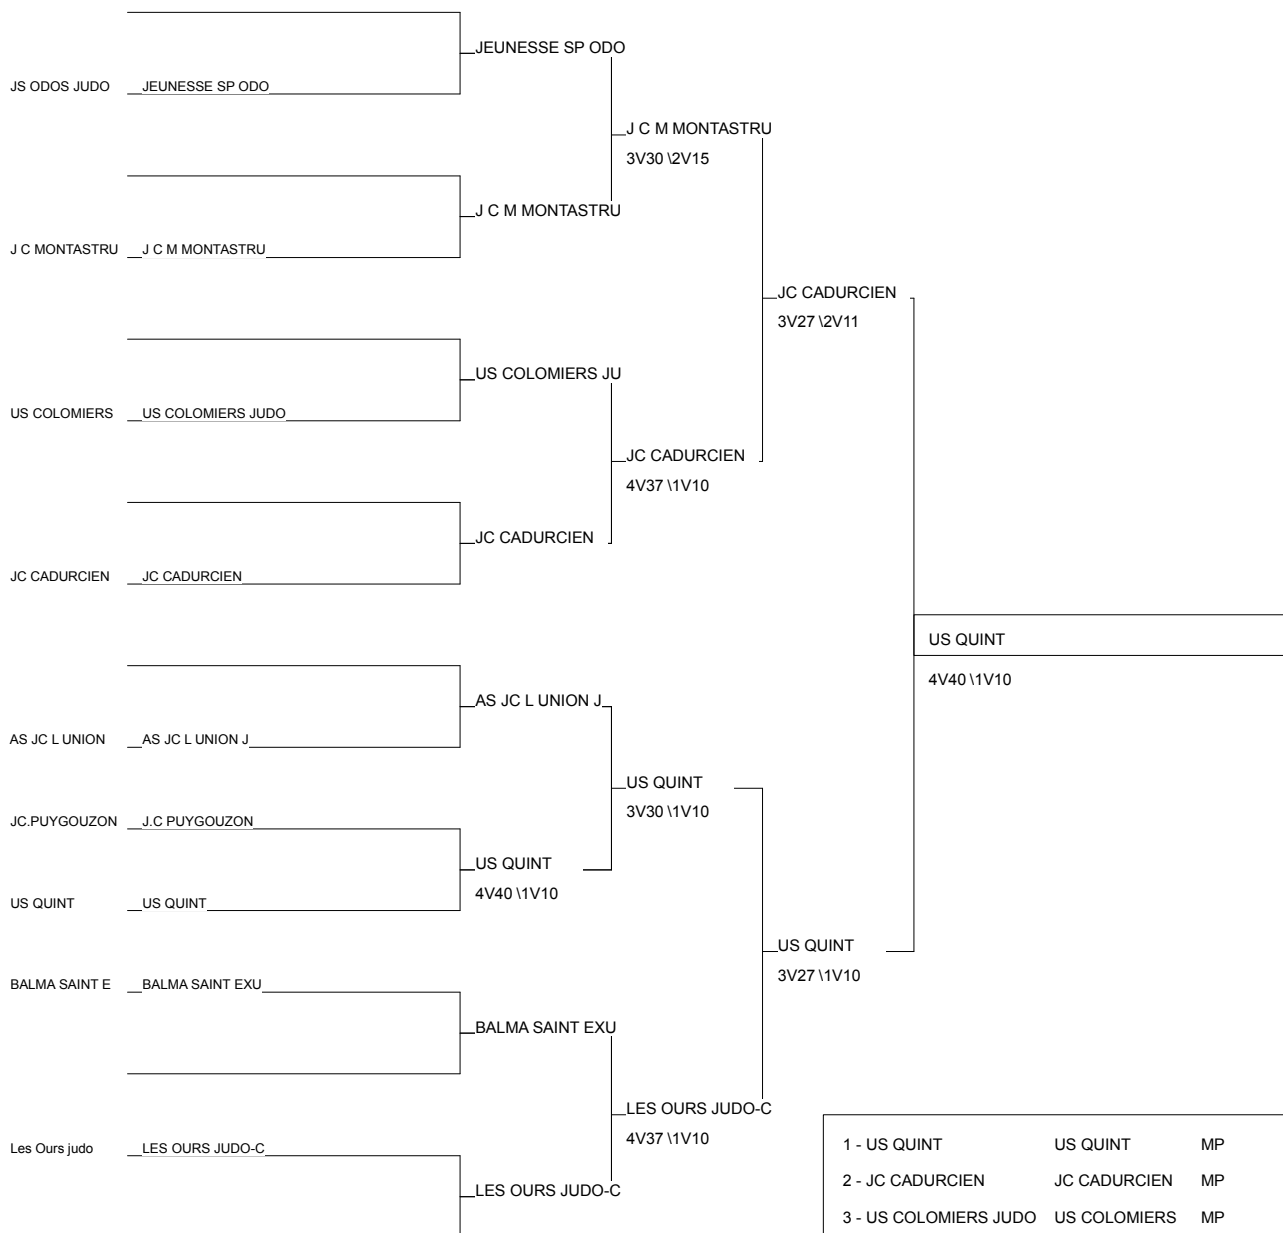 JEUNESSE SP ODO
JS ODOS JUDO JEUNESSE SP ODO
J C M MONTASTRU
3V30 \2V15
J C M MONTASTRU
J C MONTASTRU J C M MONTASTRU
JC CADURCIEN
3V27 \2V11
US COLOMIERS JU
US COLOMIERS US COLOMIERS JUDO
JC CADURCIEN
4V37 \1V10
JC CADURCIEN
JC CADURCIEN JC CADURCIEN
US QUINT
4V40 \1V10
AS JC L UNION J
AS JC L UNION AS JC L UNION J
US QUINT
3V30 \1V10
JC.PUYGOUZON J.C PUYGOUZON
US QUINT
4V40 \1V10
US QUINT US QUINT
US QUINT
3V27 \1V10
BALMA SAINT E BALMA SAINT EXU
BALMA SAINT EXU
LES OURS JUDO-C
4V37 \1V10
Les Ours judo LES OURS JUDO-C
LES OURS JUDO-C
1 - US QUINT US QUINT MP
2 - JC CADURCIEN JC CADURCIEN MP
3 - US COLOMIERS JUDO US COLOMIERS MP